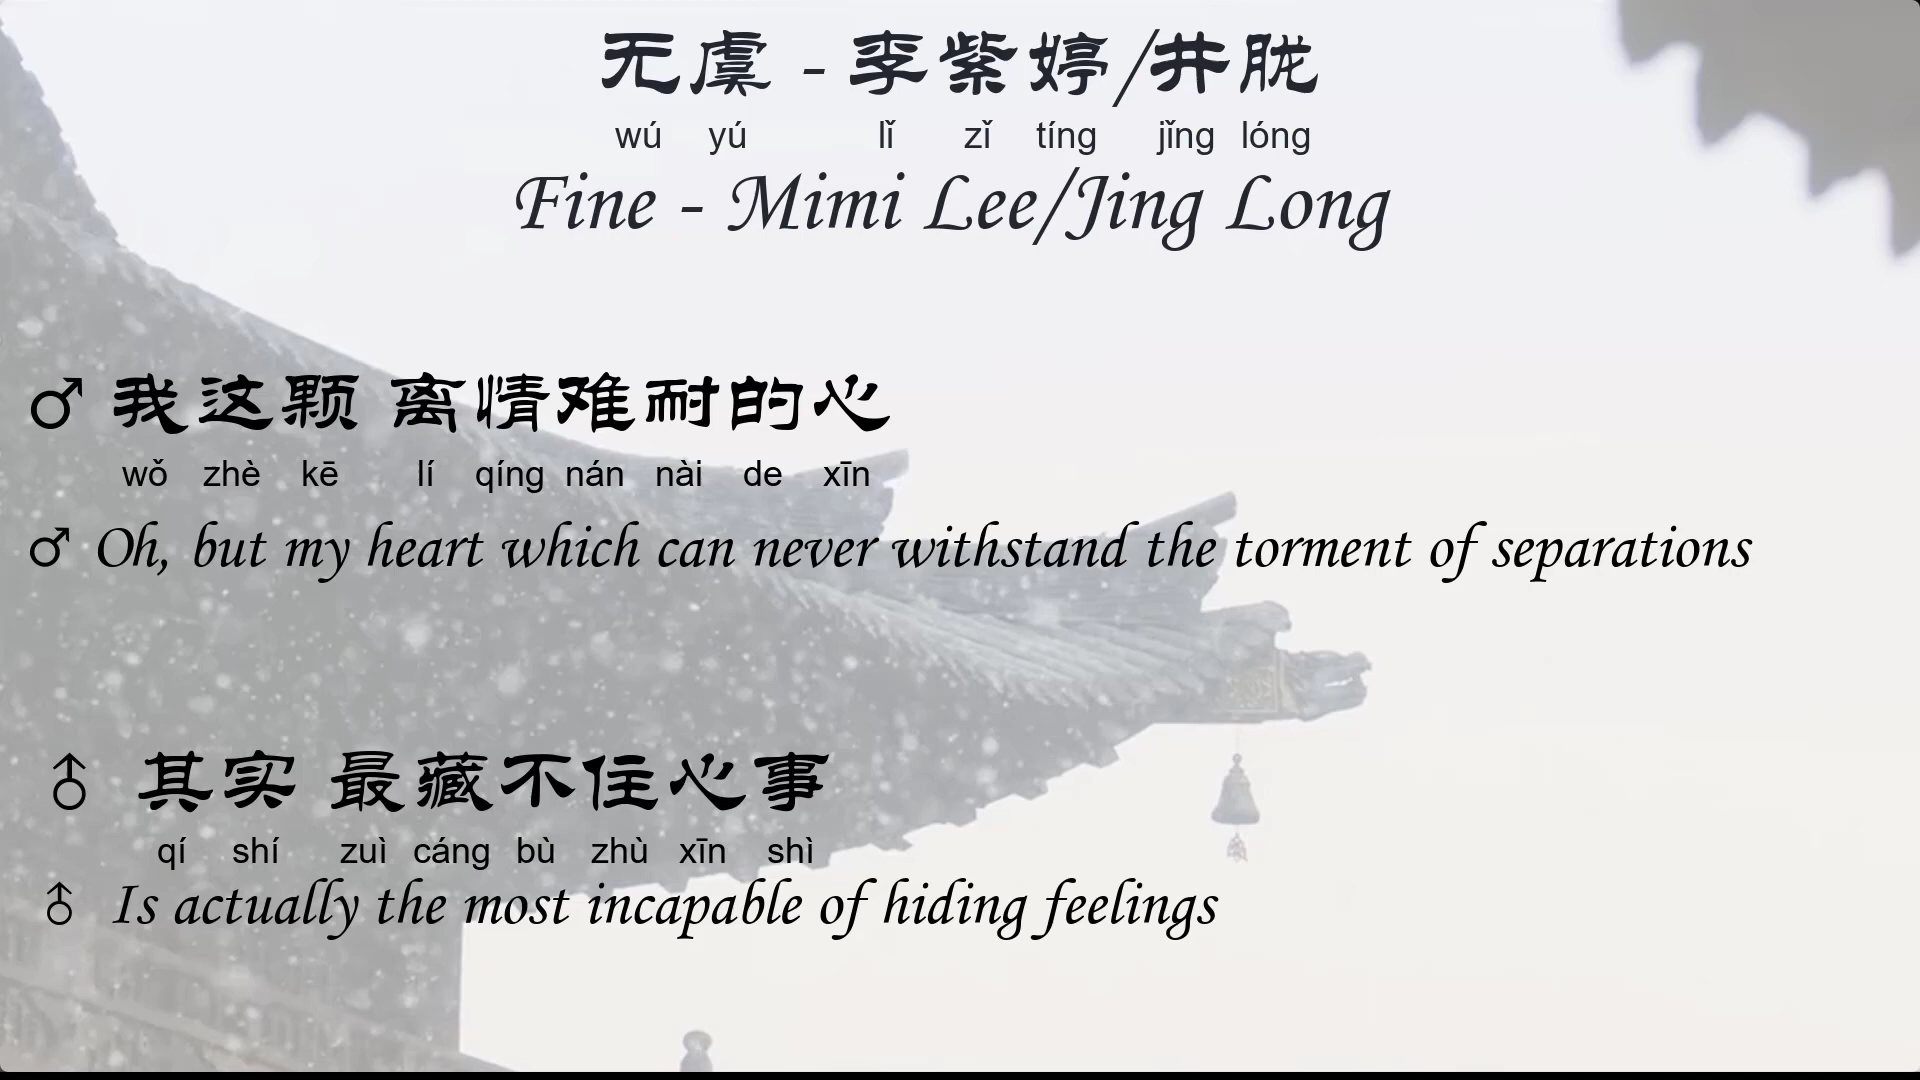 无虞 - 李紫婷/井胧
wú yú lǐ zǐ tíng jǐng lóng
Fine - Mimi Lee/Jing Long
♂ 我这颗 离情难耐的心
wǒ zhè kē lí qíng nán nài de xīn
♂ Oh, but my heart which can never withstand the torment of separations
⚨ 其实 最藏不住心事
qí shí zuì cáng bù zhù xīn shì
⚨ Is actually the most incapable of hiding feelings